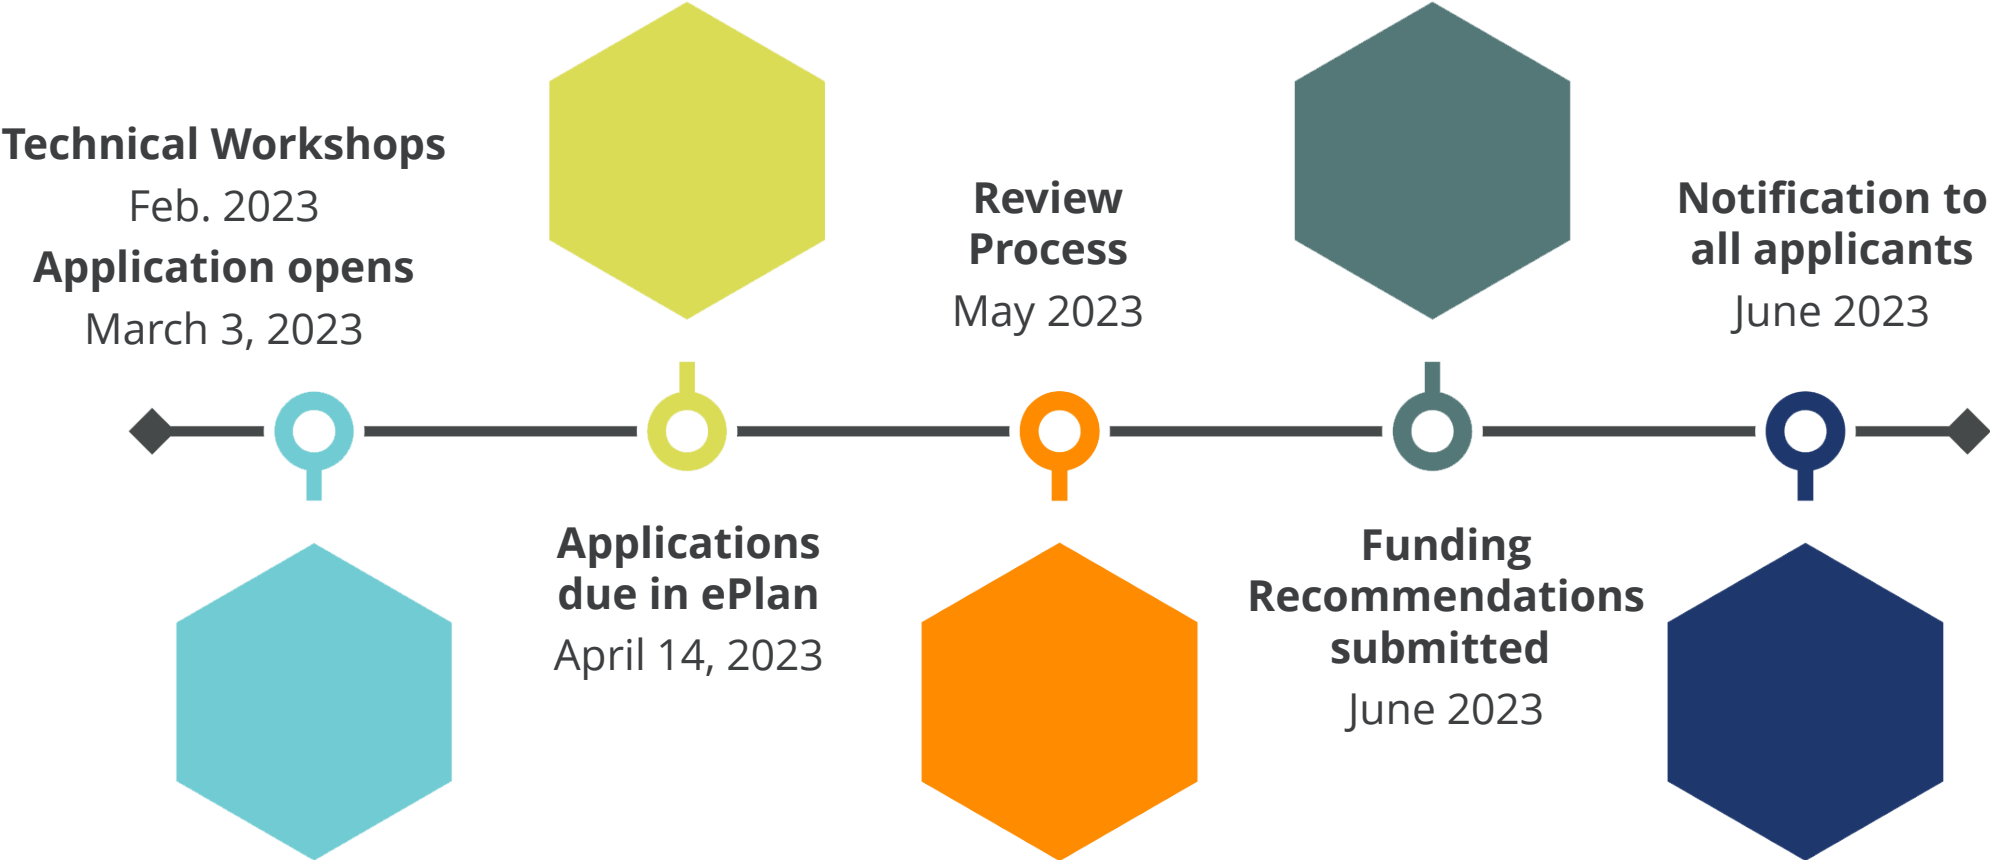 Technical Workshops
Feb. 2023
Application opens
March 3, 2023
Applications
due in ePlan
April 14, 2023
Review
Process
May 2023
Funding
Recommendations
submitted
June 2023
Notification to
all applicants
June 2023